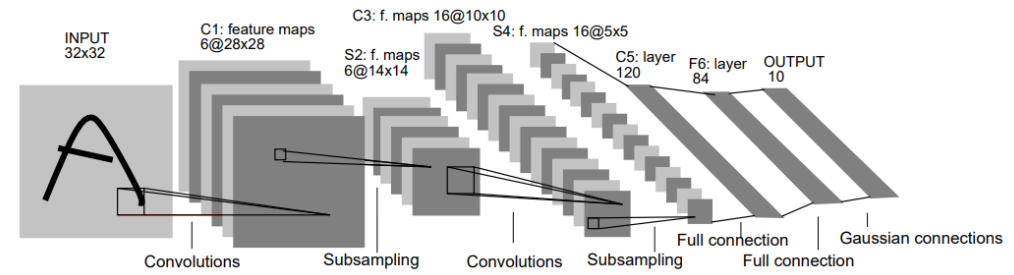 INPUT
32x32
C1: feature maps
6@28x28
S2: f. maps
6@14x14
C3: f. maps 16@10x10
S4: f. maps 16@5x5
C5: layer
120
F6: layer
84
OUTPUT
10
Convolutions
Subsampling
Convolutions
Subsampling
Full connection
Full connection
Gaussian connections